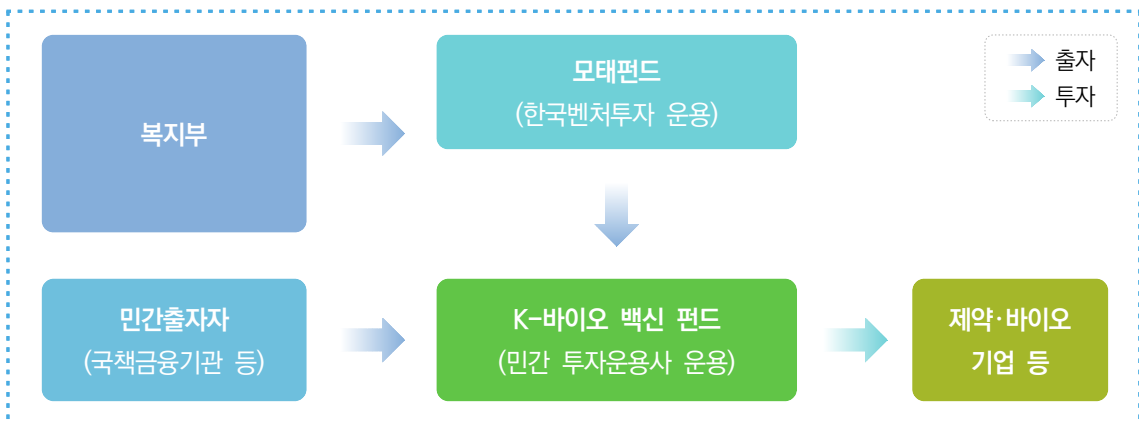 복지부
모태펀드
(한국벤처투자 운용)
출자
투자
민간출자자
(국책금융기관 등)
K-바이오 백신 펀드
(민간 투자운용사 운용)
제약·바이오
기업 등